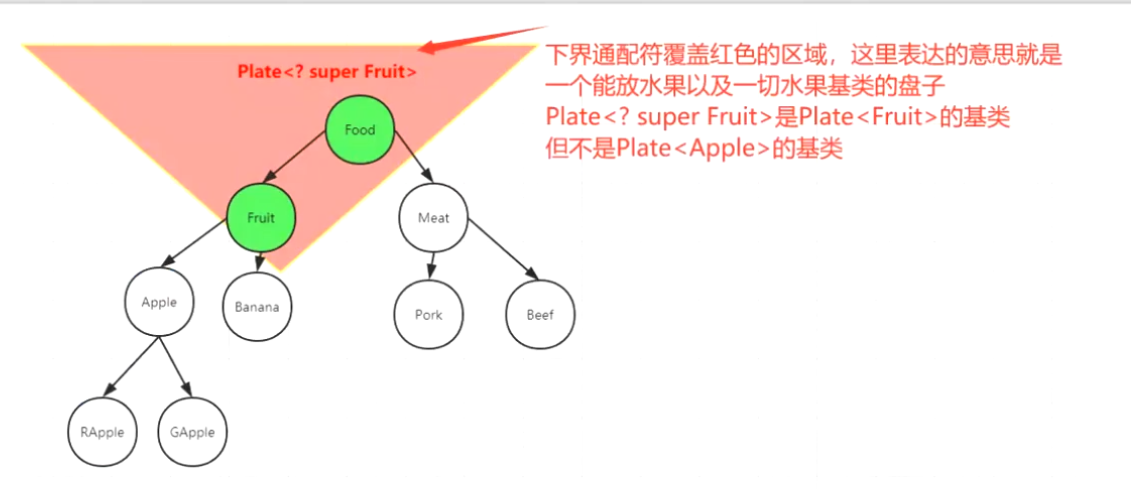 下界通配符覆盖红色的区域，这里表达的意思就是
一个能放水果以及一切水果基类的盘子
Plate<? super Fruit>是Plate<Fruit>的基类
但不是Plate<Apple>的基类
Plate<? super Fruit>
Food
Fruit
Meat
Apple
Banana
Pork
Beef
RApple
GApple